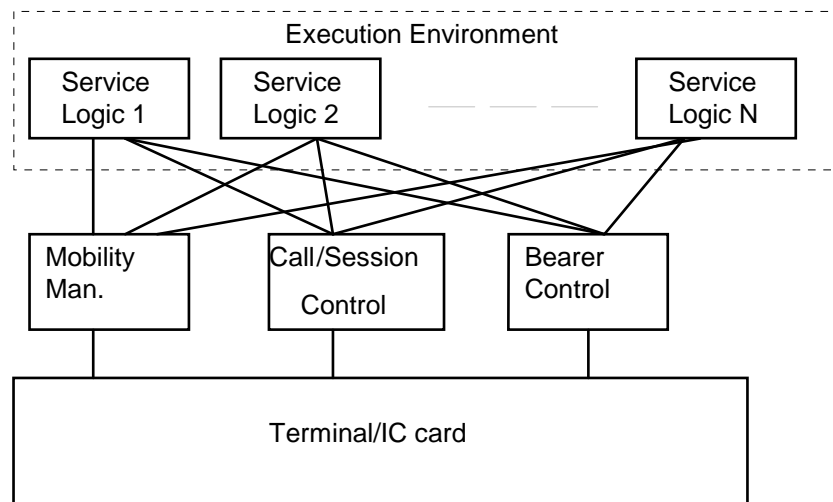 Execution Environment
Service
Logic 1
Service
Logic 2
Service
Logic N
Mobility
Man.
Call/Session
Control
Bearer
Control
Terminal/IC card